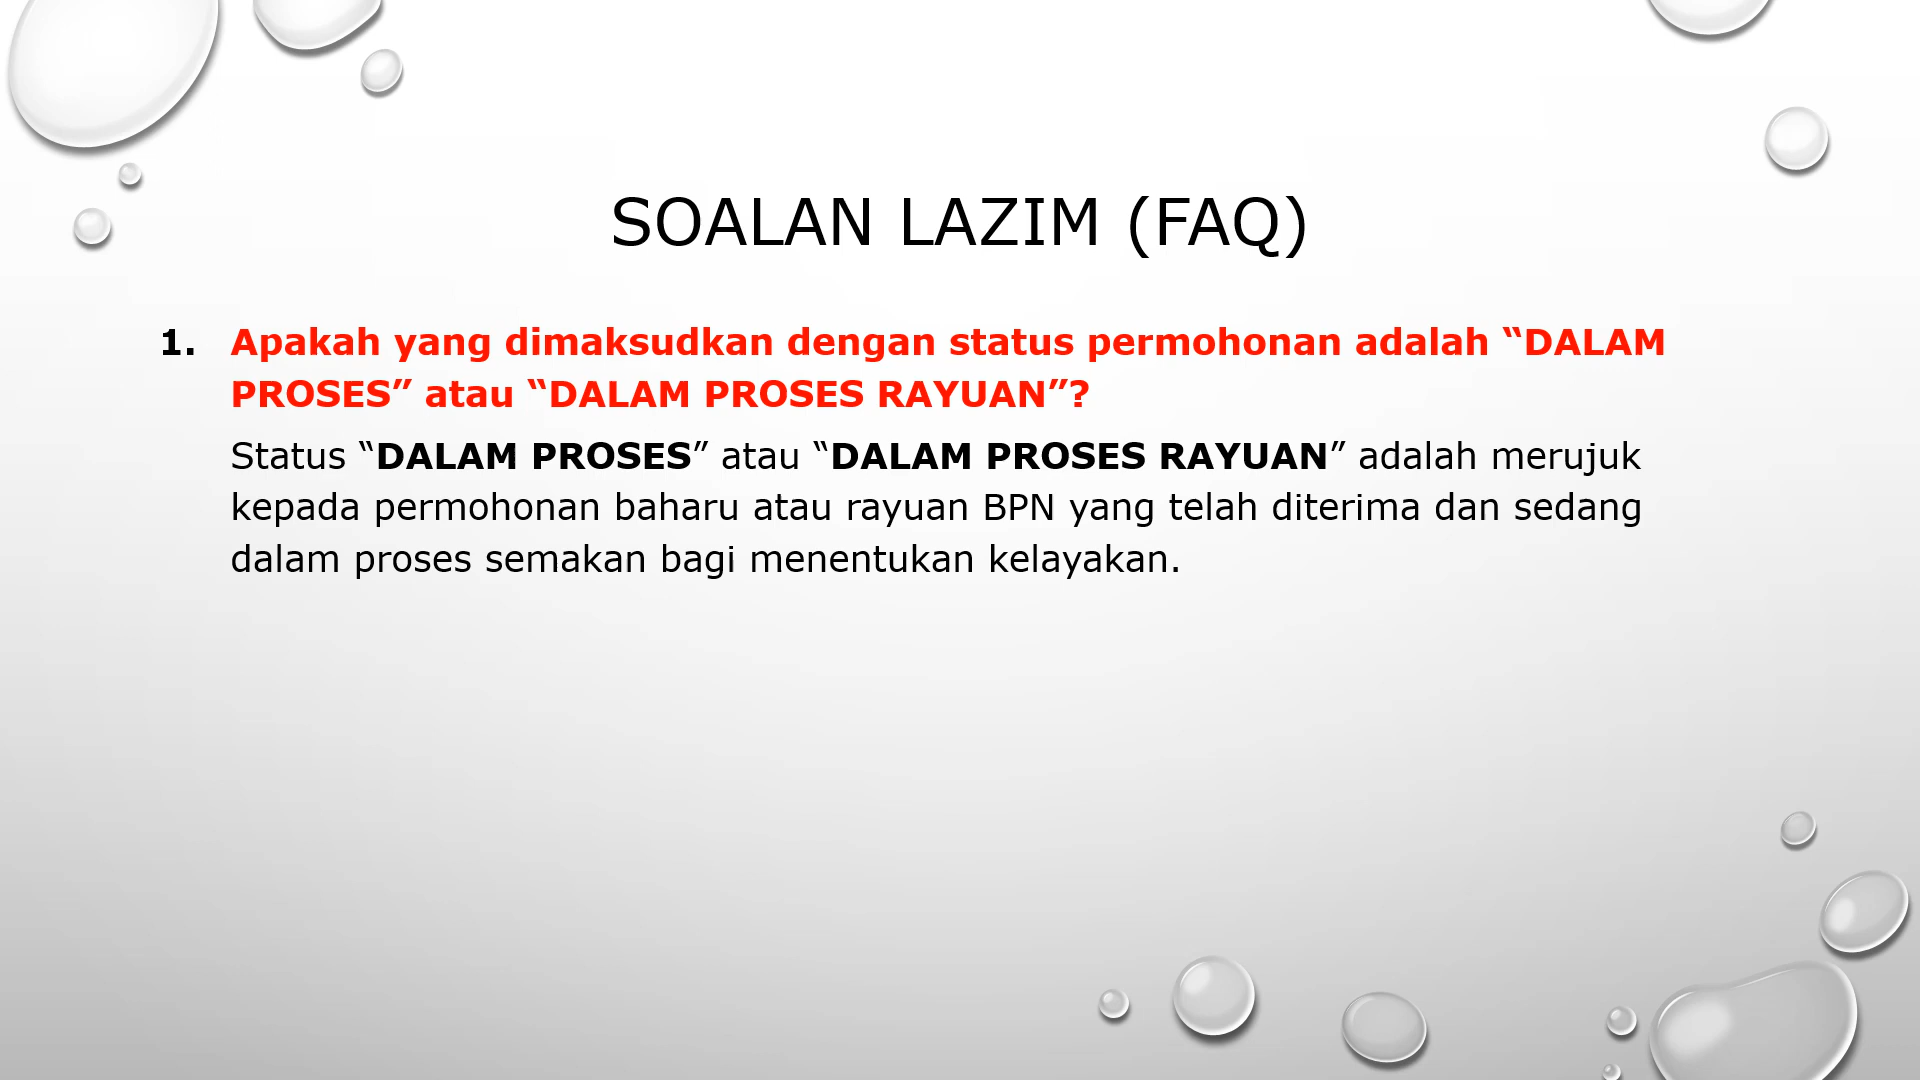 SOALAN LAZIM (FAQ)
1. Apakah yang dimaksudkan dengan status permohonan adalah “DALAM
PROSES” atau “DALAM PROSES RAYUAN”?
Status “DALAM PROSES” atau “DALAM PROSES RAYUAN” adalah merujuk
kepada permohonan baharu atau rayuan BPN yang telah diterima dan sedang
dalam proses semakan bagi menentukan kelayakan.